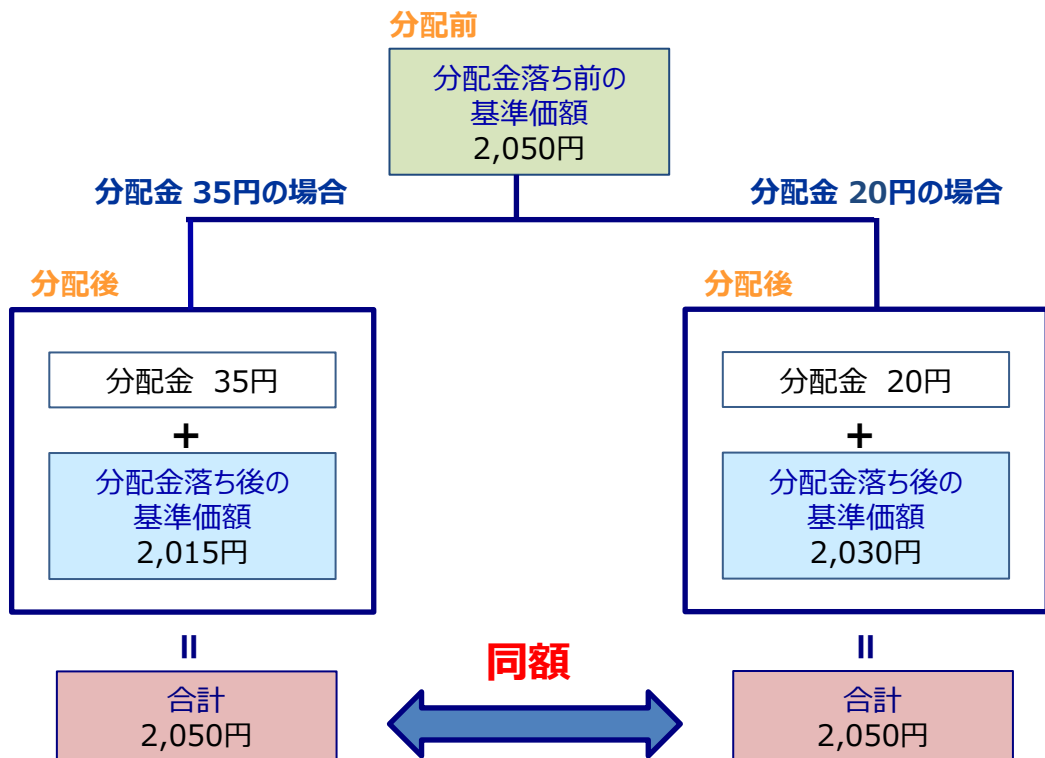 分配前
分配金落ち前の
基準価額
2,050円
分配金 35円の場合
分配金 20円の場合
分配後
分配金 35円
+
分配金落ち後の
基準価額
2,015円
=
合計
2,050円
分配後
分配金 20円
+
分配金落ち後の
基準価額
2,030円
=
合計
2,050円
同額